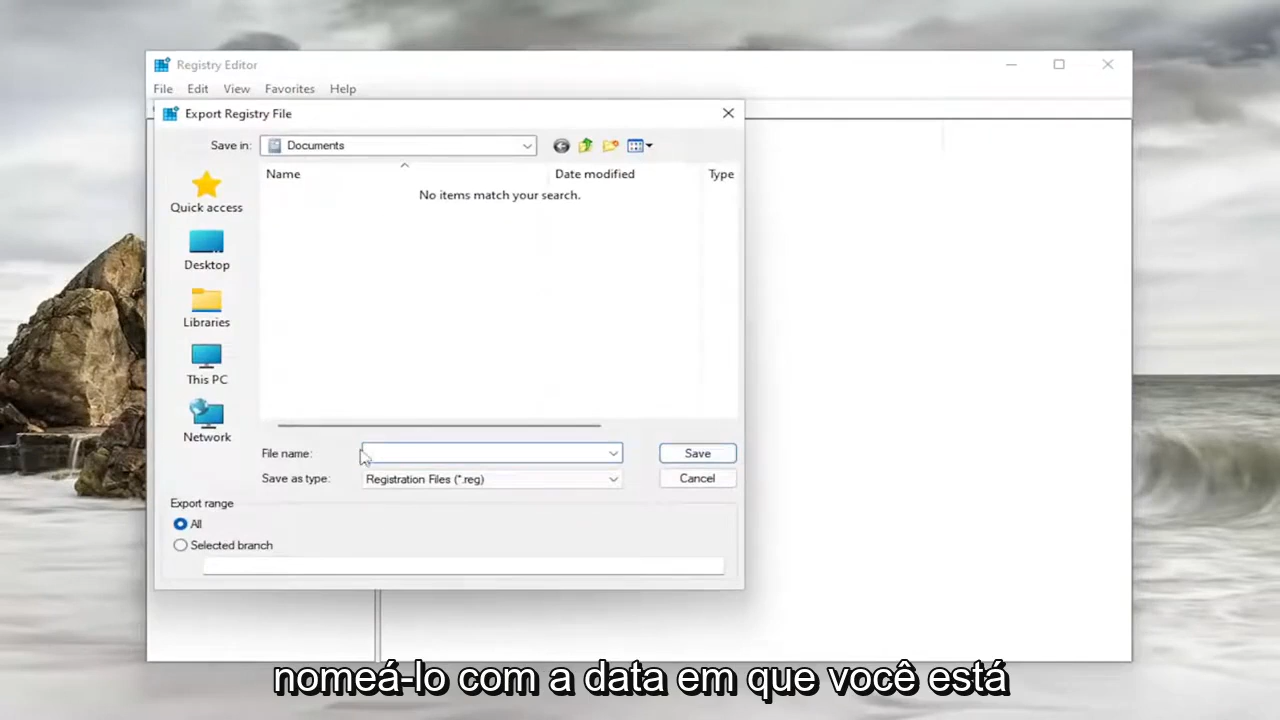 Registry Editor
File Edit View Favorites Help
Export Registry File
Save in: Documents
Name Date modified Type
No items match your search.
Quick access
Desktop
Libraries
This PC
Network
File name: Save
Save as type: Registration Files (*.reg) Cancel
Export range
All
Selected branch
nomeá-lo com a data em que você está